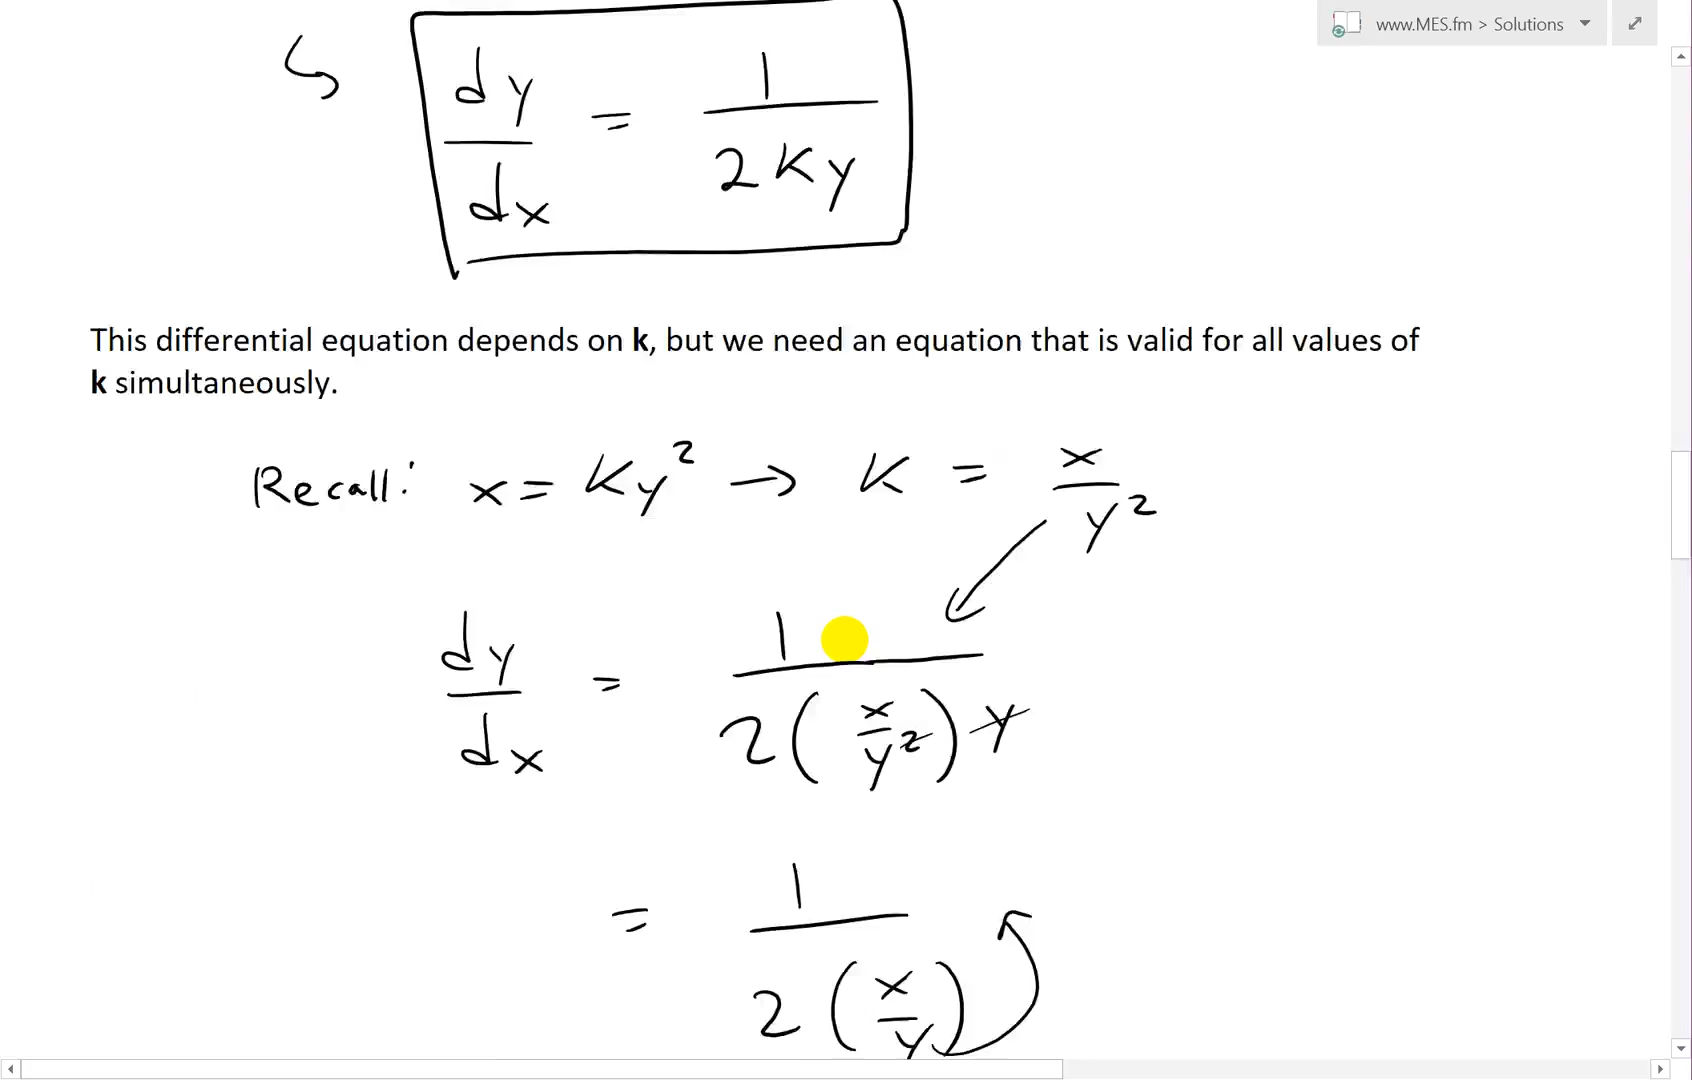 www.MES.fm > Solutions
dy/dx = 1/2Ky
This differential equation depends on k, but we need an equation that is valid for all values of
k simultaneously.
Recall: x = Ky² → K = x/y²
dy/dx = 1/2(x/y²)y
= 1/2(x/y)